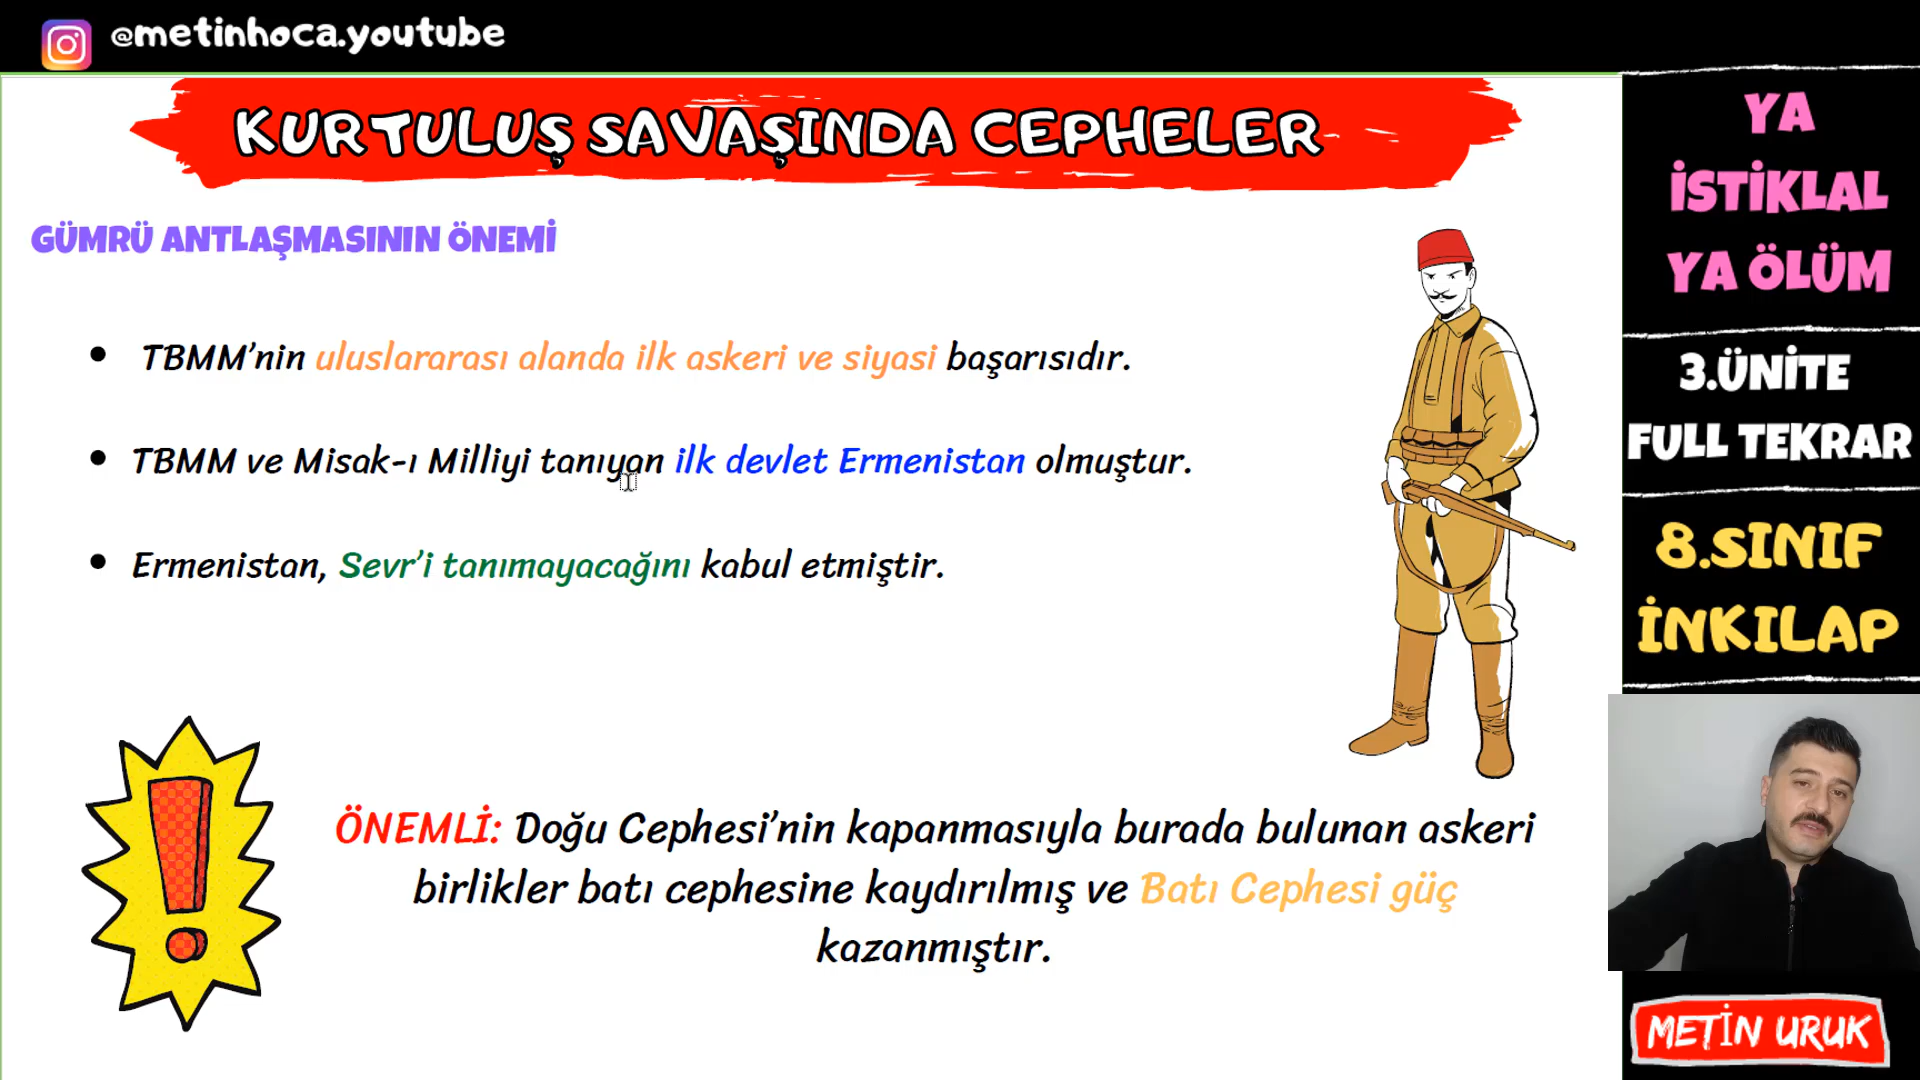 @metinhoca.youtube
KURTULUŞ SAVAŞINDA CEPHELER
GÜMRÜ ANTLAŞMASININ ÖNEMİ
• TBMM'nin uluslararası alanda ilk askeri ve siyasi başarısıdır.
• TBMM ve Misak-ı Milliyi tanıyan ilk devlet Ermenistan olmuştur.
• Ermenistan, Sevr'i tanımayacağını kabul etmiştir.
ÖNEMLİ: Doğu Cephesi'nin kapanmasıyla burada bulunan askeri
birlikler batı cephesine kaydırılmış ve Batı Cephesi güç
kazanmıştır.
YA
İSTİKLAL
YA ÖLÜM
3.ÜNİTE
FULL TEKRAR
8.SINIF
İNKILAP
METİN URUK